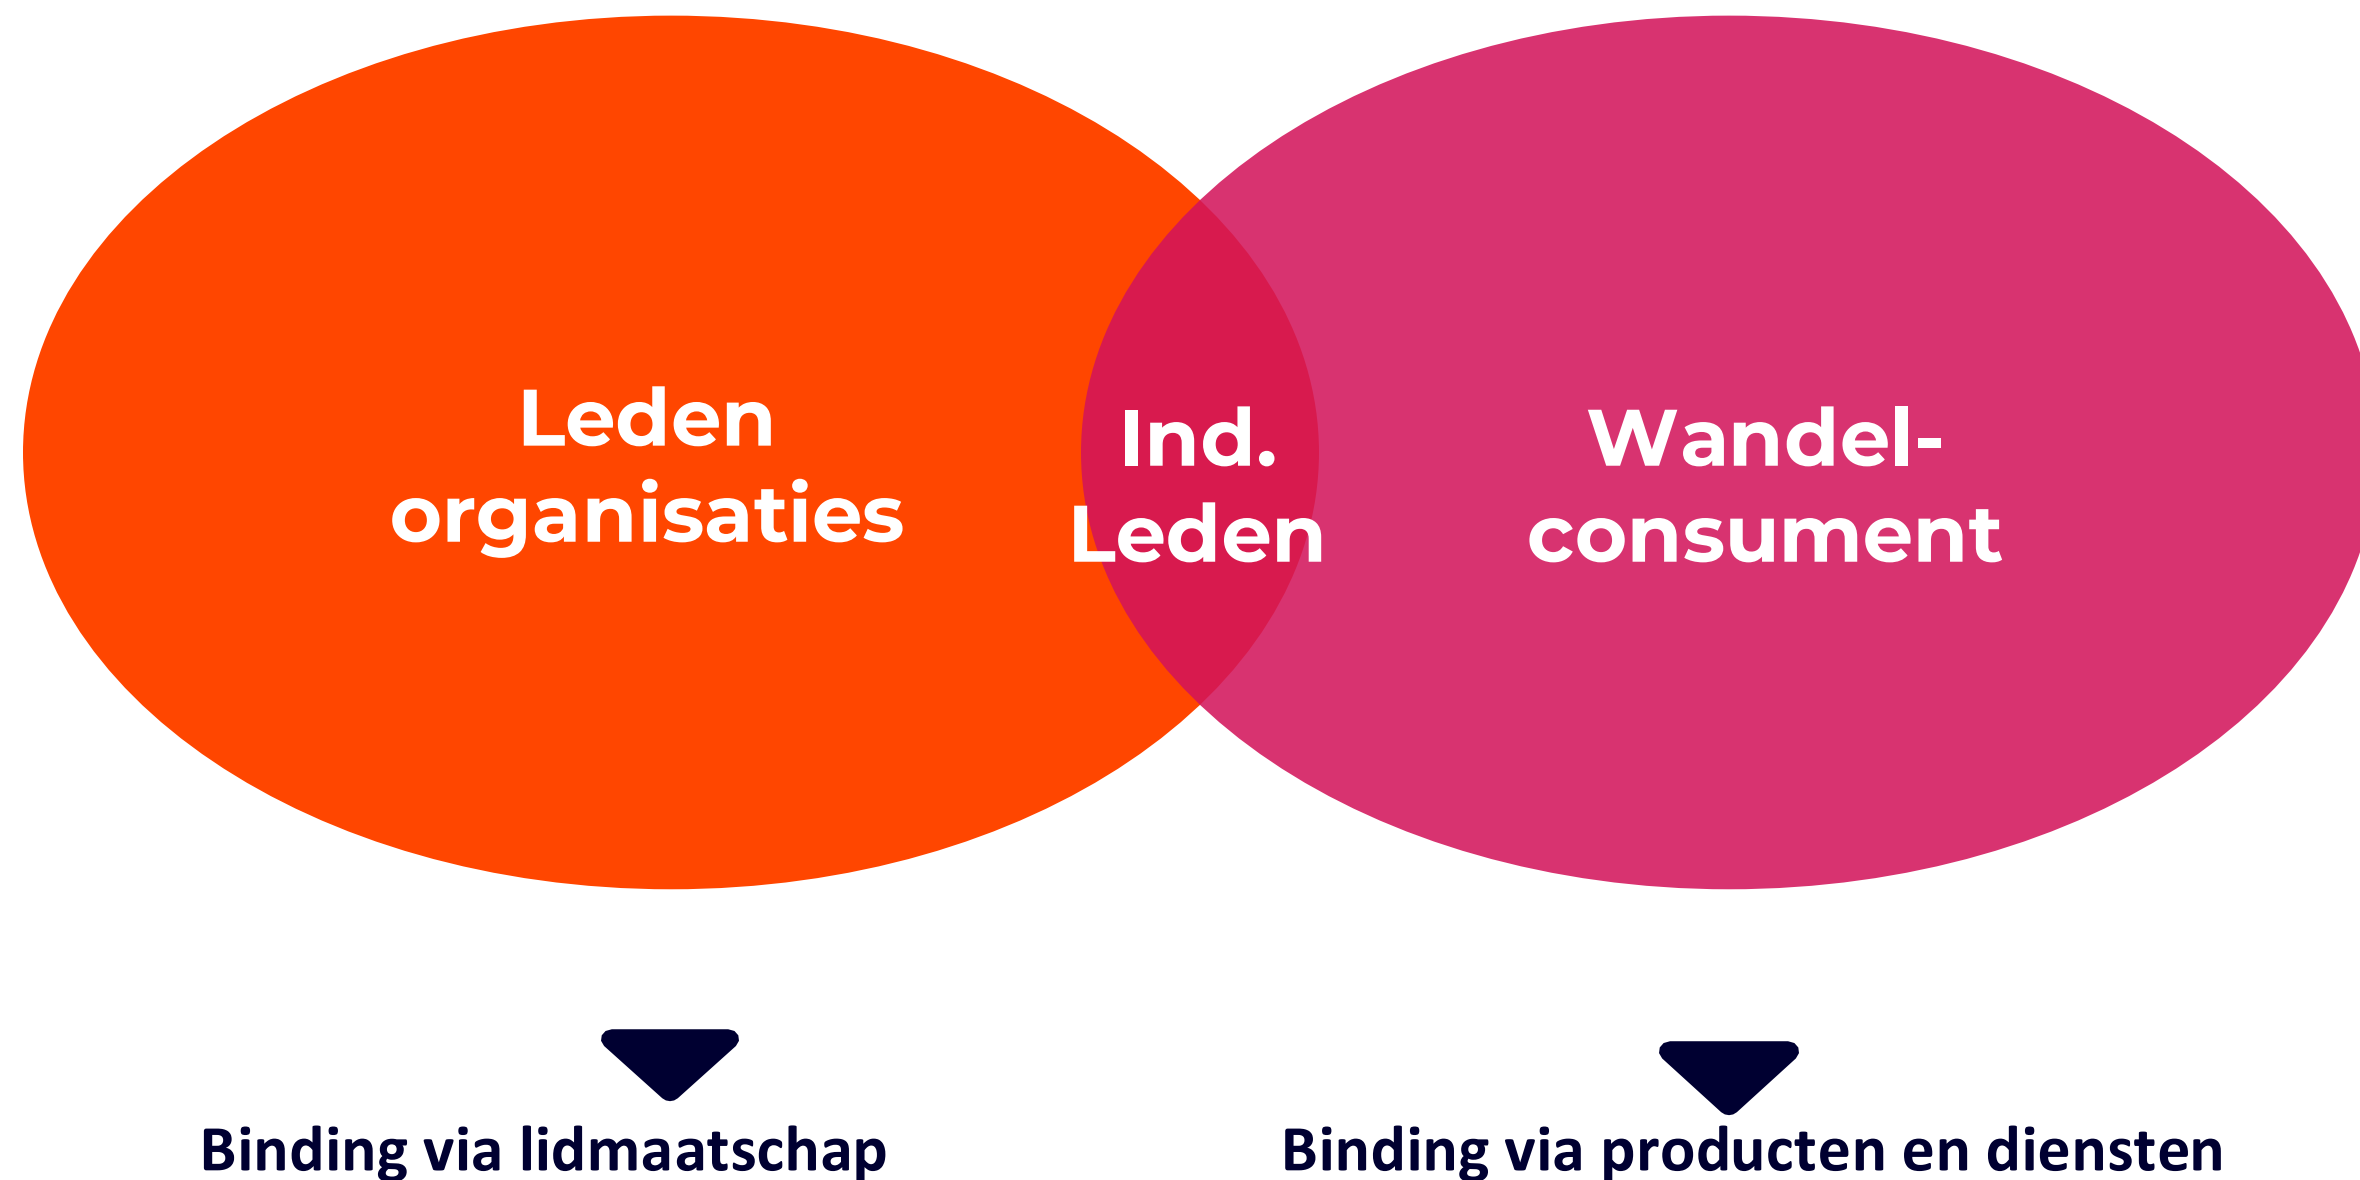 Leden
organisaties
Ind.
Leden
Wandel-
consument
Binding via lidmaatschap
Binding via producten en diensten